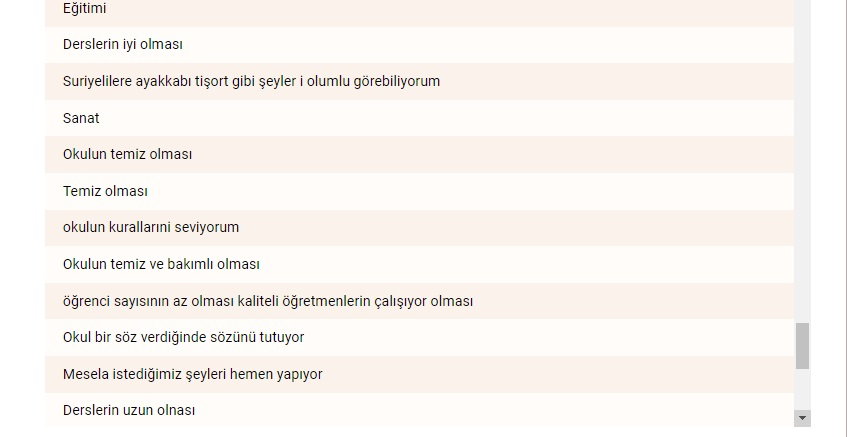 Eğitimi
Derslerin iyi olması
Suriyelilere ayakkabı tişort gibi şeyler i olumlu görebiliyorum
Sanat
Okulun temiz olması
Temiz olması
okulun kurallarıni seviyorum
Okulun temiz ve bakımlı olması
öğrenci sayısının az olması kaliteli öğretmenlerin çalışıyor olması
Okul bir söz verdiğinde sözünü tutuyor
Mesela istediğimiz şeyleri hemen yapıyor
Derslerin uzun olnası